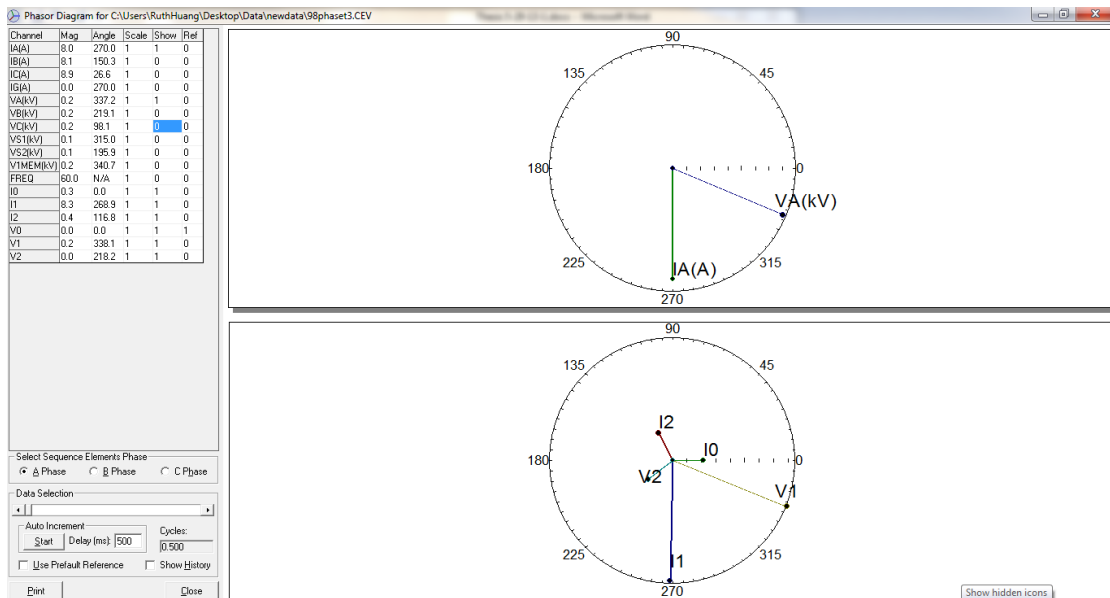 Phasor Diagram for C:\Users\RuthHuang\Desktop\Data\newdata\98phaset3.CEV
Channel Mag Angle Scale Show Ref
IA(A) 8.0 270.0 1 1 0
IB(A) 8.1 150.3 1 0 0
IC(A) 8.9 26.6 1 0 0
IG(A) 0.0 270.0 1 0 0
VA(kV) 0.2 337.2 1 1 0
VB(kV) 0.2 219.1 1 0 0
VC(kV) 0.2 98.1 1 0 0
VS1(kV) 0.1 315.0 1 0 0
VS2(kV) 0.1 195.9 1 0 0
V1MEM(kV) 0.2 340.7 1 0 0
FREQ 60.0 N/A 1 0 0
I0 0.3 0.0 1 1 0
I1 8.3 268.9 1 1 0
I2 0.4 116.8 1 1 0
V0 0.0 0.0 1 1 1
V1 0.2 338.1 1 1 0
V2 0.0 218.2 1 1 0
90
135 45
180 0
VA(kV)
225 IA(A) 315
270
90
135 45
I2
I0
180 0
V2
V1
225 315
I1
270
Select Sequence Elements Phase
A Phase B Phase C Phase
Data Selection
Auto Increment
Start Delay (ms): 500
Cycles:
0.500
Use Prefault Reference Show History
Print Close
Show hidden icons